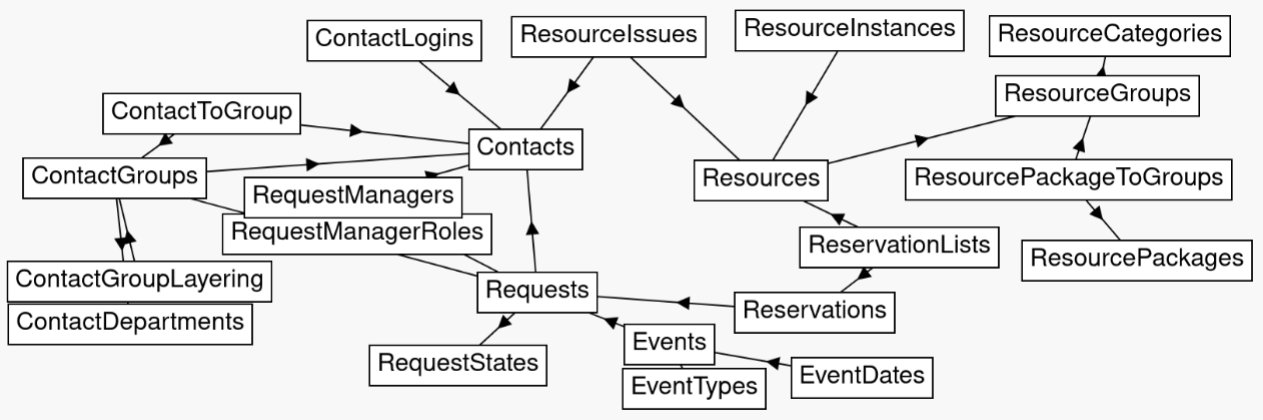 ContactLogins
ResourceIssues
ResourceInstances
ResourceCategories
ResourceGroups
ContactToGroup
Contacts
ContactGroups
Resources
ResourcePackageToGroups
RequestManagers
RequestManagerRoles
ReservationLists
ResourcePackages
ContactGroupLayering
Requests
Reservations
ContactDepartments
Events
RequestStates
EventTypes
EventDates